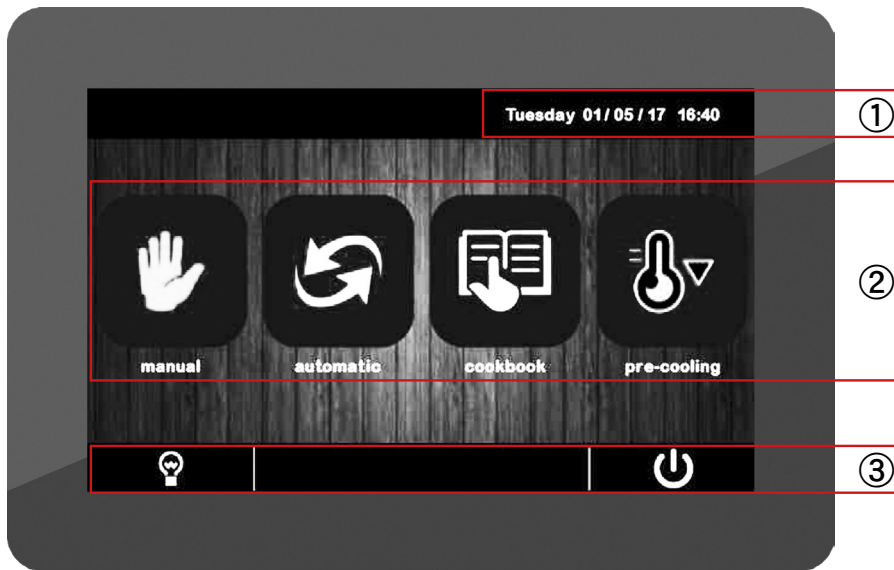 Tuesday 01/05/17 16:40
①
②
manual automatic cookbook pre-cooling
③